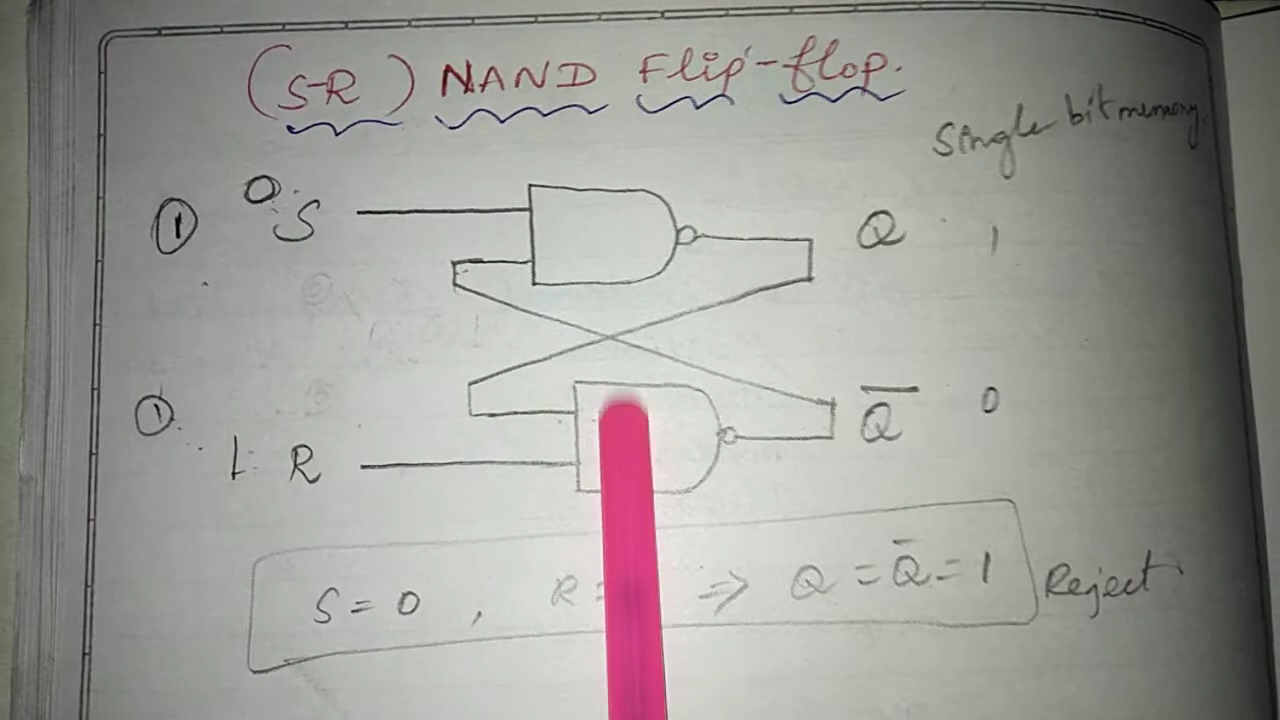 (S-R) NAND Flip-flop.
Single bit memory.
① 0 S Q 1
① 1 R Q̅ 0
S = 0 , R = ⇒ Q = Q̅ = 1 Reject